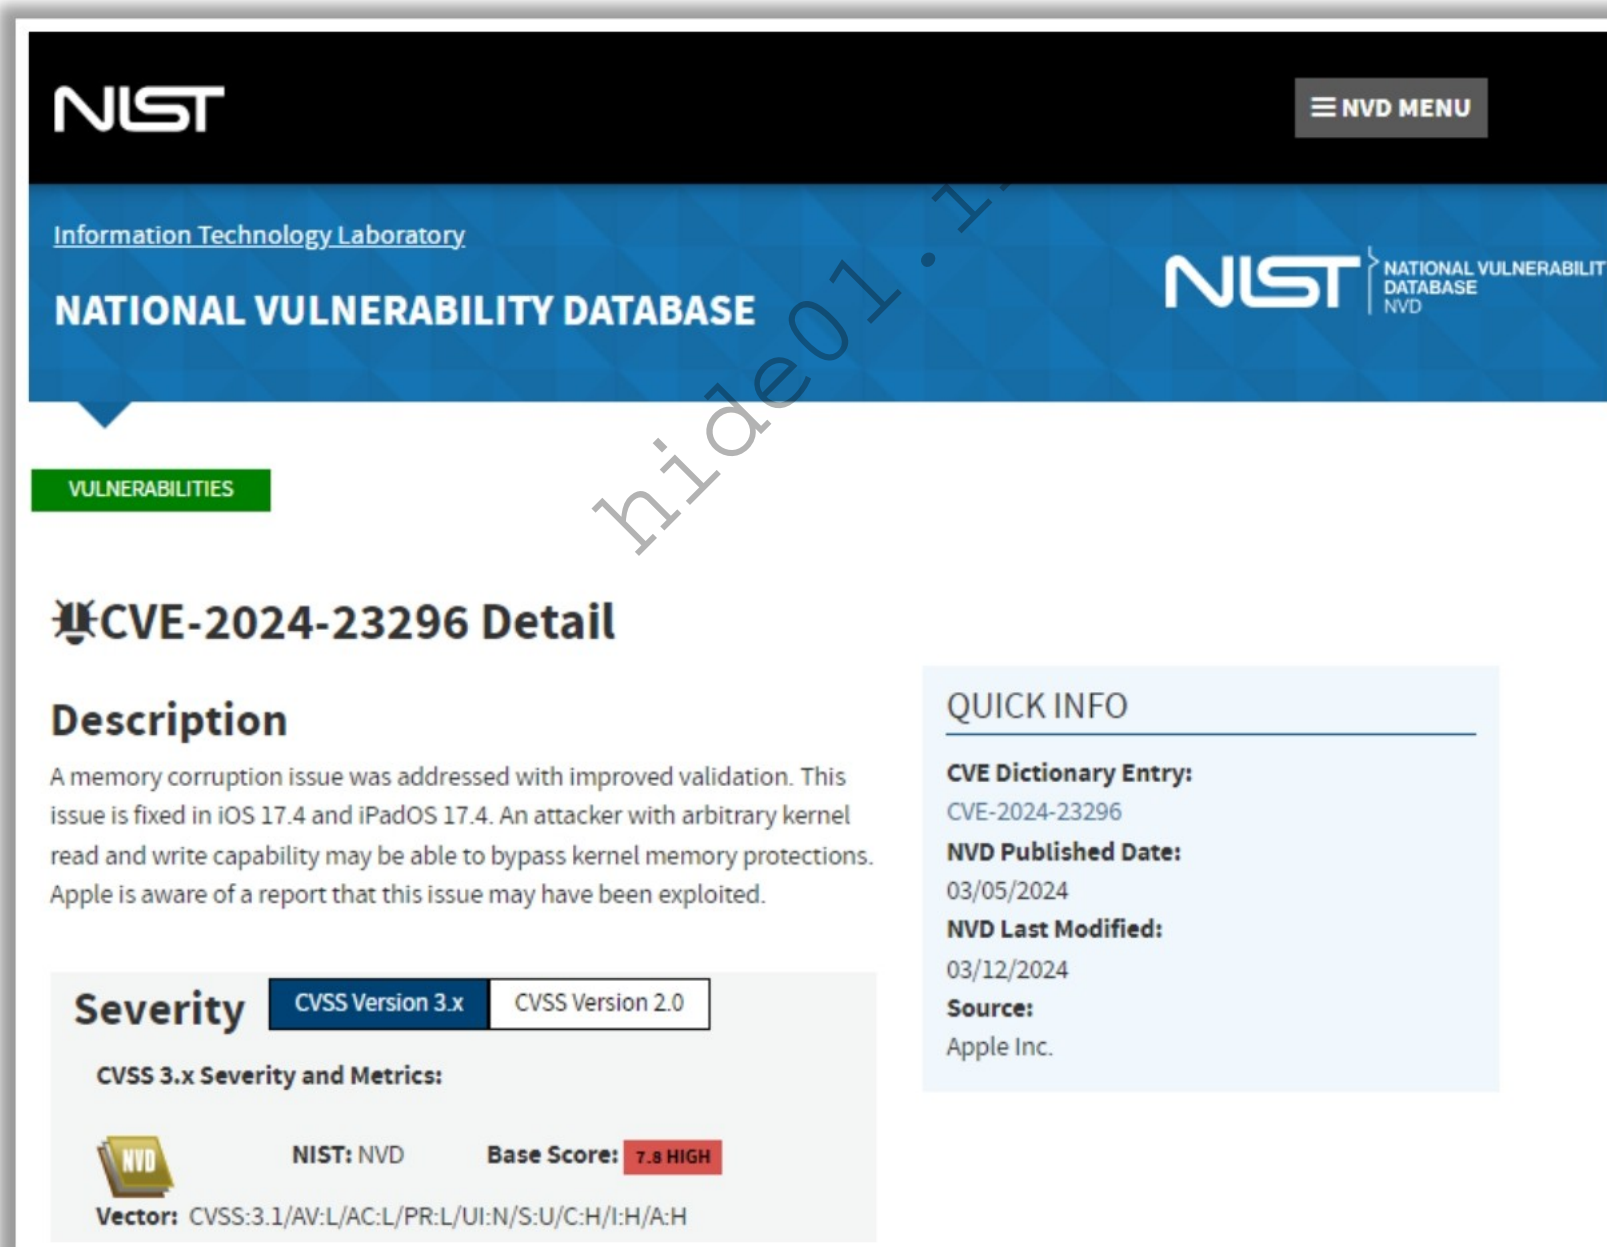 NIST
NVD MENU
Information Technology Laboratory
NATIONAL VULNERABILITY DATABASE
NIST
NATIONAL VULNERABILIT
DATABASE
NVD
hide01.i
VULNERABILITIES
CVE-2024-23296 Detail
Description
A memory corruption issue was addressed with improved validation. This
issue is fixed in iOS 17.4 and iPadOS 17.4. An attacker with arbitrary kernel
read and write capability may be able to bypass kernel memory protections.
Apple is aware of a report that this issue may have been exploited.
QUICK INFO
CVE Dictionary Entry:
CVE-2024-23296
NVD Published Date:
03/05/2024
NVD Last Modified:
03/12/2024
Source:
Apple Inc.
Severity CVSS Version 3.x CVSS Version 2.0
CVSS 3.x Severity and Metrics:
NVD NIST: NVD Base Score: 7.8 HIGH
Vector: CVSS:3.1/AV:L/AC:L/PR:L/UI:N/S:U/C:H/I:H/A:H